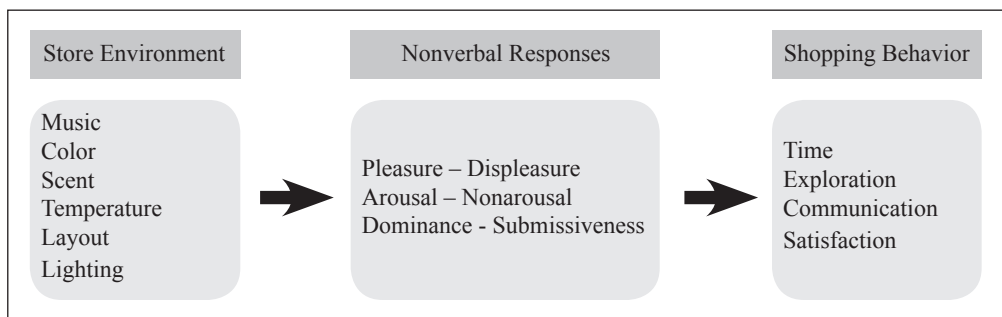 Store Environment
Music
Color
Scent
Temperature
Layout
Lighting
Nonverbal Responses
Pleasure – Displeasure
Arousal – Nonarousal
Dominance - Submissiveness
Shopping Behavior
Time
Exploration
Communication
Satisfaction